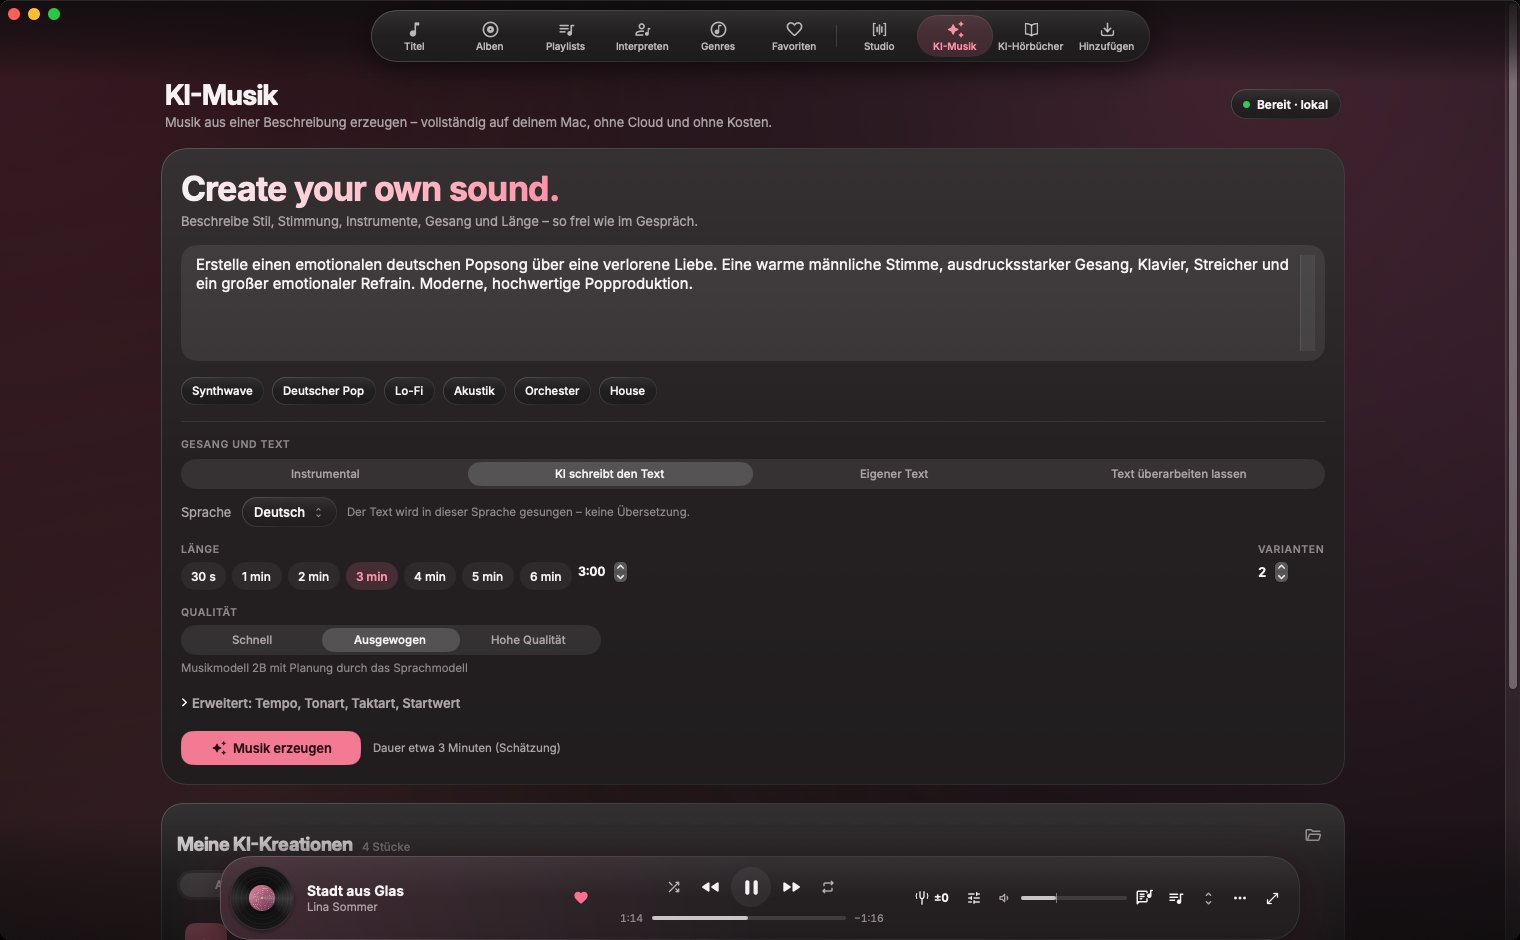 Titel
Alben
Playlists
Interpreten
Genres
Favoriten
Studio
KI-Musik
KI-Hörbücher
Hinzufügen
KI-Musik
Musik aus einer Beschreibung erzeugen – vollständig auf deinem Mac, ohne Cloud und ohne Kosten.
Bereit · lokal
Create your own sound.
Beschreibe Stil, Stimmung, Instrumente, Gesang und Länge – so frei wie im Gespräch.
Erstelle einen emotionalen deutschen Popsong über eine verlorene Liebe. Eine warme männliche Stimme, ausdrucksstarker Gesang, Klavier, Streicher und
ein großer emotionaler Refrain. Moderne, hochwertige Popproduktion.
Synthwave
Deutscher Pop
Lo-Fi
Akustik
Orchester
House
GESANG UND TEXT
Instrumental
KI schreibt den Text
Eigener Text
Text überarbeiten lassen
Sprache
Deutsch
Der Text wird in dieser Sprache gesungen – keine Übersetzung.
LÄNGE
VARIANTEN
30 s
1 min
2 min
3 min
4 min
5 min
6 min
3:00
2
QUALITÄT
Schnell
Ausgewogen
Hohe Qualität
Musikmodell 2B mit Planung durch das Sprachmodell
Erweitert: Tempo, Tonart, Taktart, Startwert
Musik erzeugen
Dauer etwa 3 Minuten (Schätzung)
Meine KI-Kreationen
4 Stücke
Stadt aus Glas
Lina Sommer
1:14
−1:16
±0